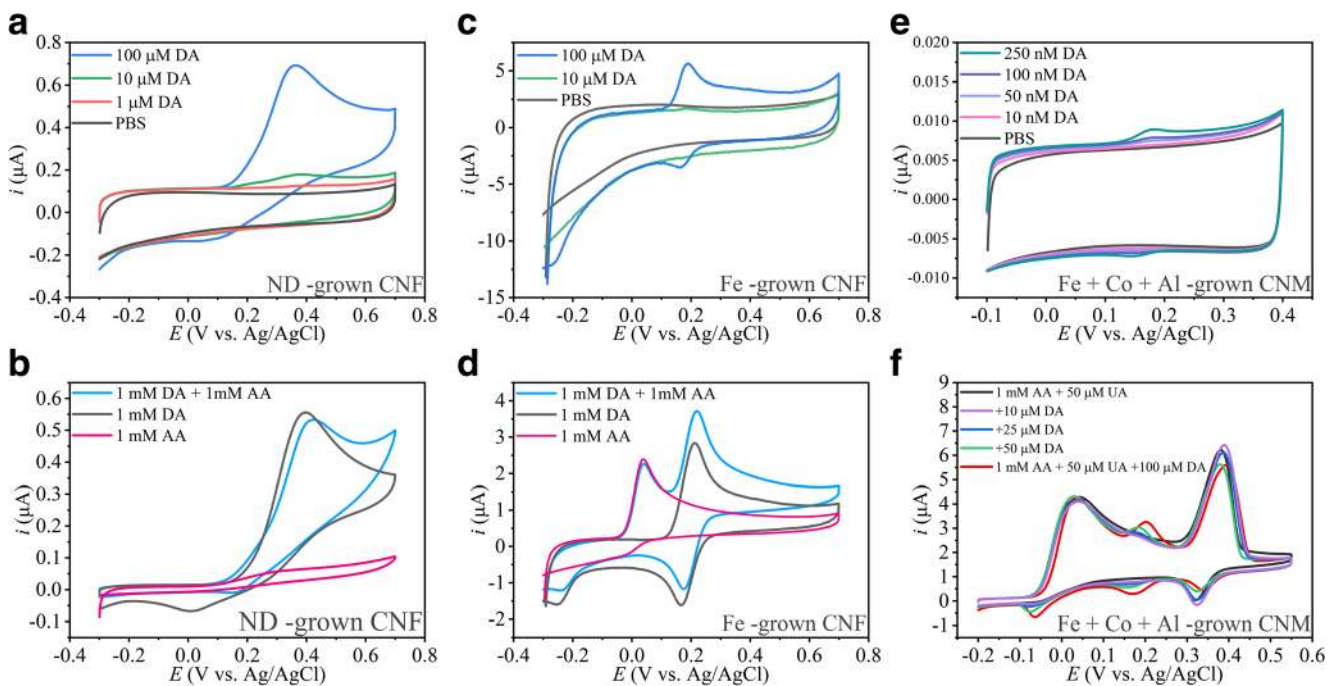 a
0.8
0.6
0.4
0.2
0.0
-0.2
-0.4
i (μA)
100 μM DA
10 μM DA
1 μM DA
PBS
ND -grown CNF
-0.4 -0.2 0.0 0.2 0.4 0.6 0.8
E (V vs. Ag/AgCl)
c
5
0
-5
-10
-15
i (μA)
100 μM DA
10 μM DA
PBS
Fe -grown CNF
-0.4 -0.2 0.0 0.2 0.4 0.6 0.8
E (V vs. Ag/AgCl)
e
0.020
0.015
0.010
0.005
0.000
-0.005
-0.010
i (μA)
250 nM DA
100 nM DA
50 nM DA
10 nM DA
PBS
Fe + Co + Al -grown CNM
-0.1 0.0 0.1 0.2 0.3 0.4
E (V vs. Ag/AgCl)
b
0.6
0.5
0.4
0.3
0.2
0.1
0.0
-0.1
i (μA)
1 mM DA + 1mM AA
1 mM DA
1 mM AA
ND -grown CNF
-0.4 -0.2 0.0 0.2 0.4 0.6 0.8
E (V vs. Ag/AgCl)
d
4
3
2
1
0
-1
-2
i (μA)
1 mM DA + 1mM AA
1 mM DA
1 mM AA
Fe -grown CNF
-0.4 -0.2 0.0 0.2 0.4 0.6 0.8
E (V vs. Ag/AgCl)
f
9
8
7
6
5
4
3
2
1
0
-1
i (μA)
1 mM AA + 50 μM UA
+10 μM DA
+25 μM DA
+50 μM DA
1 mM AA + 50 μM UA +100 μM DA
Fe + Co + Al -grown CNM
-0.2 -0.1 0.0 0.1 0.2 0.3 0.4 0.5 0.6
E (V vs. Ag/AgCl)